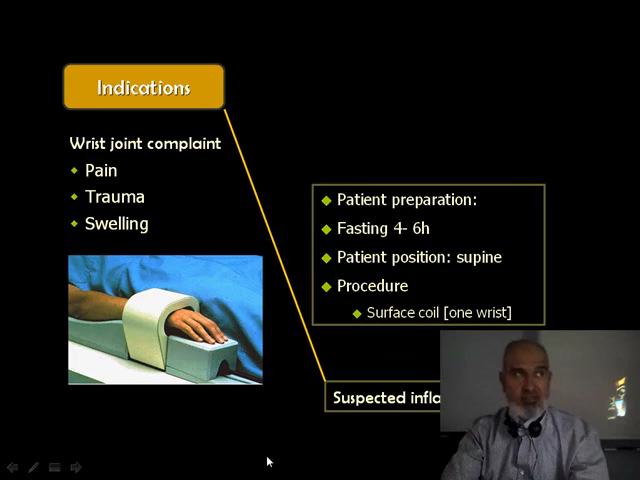 Indications
Wrist joint complaint
Pain
Trauma
Swelling
Patient preparation:
Fasting 4- 6h
Patient position: supine
Procedure
Surface coil [one wrist]
Suspected